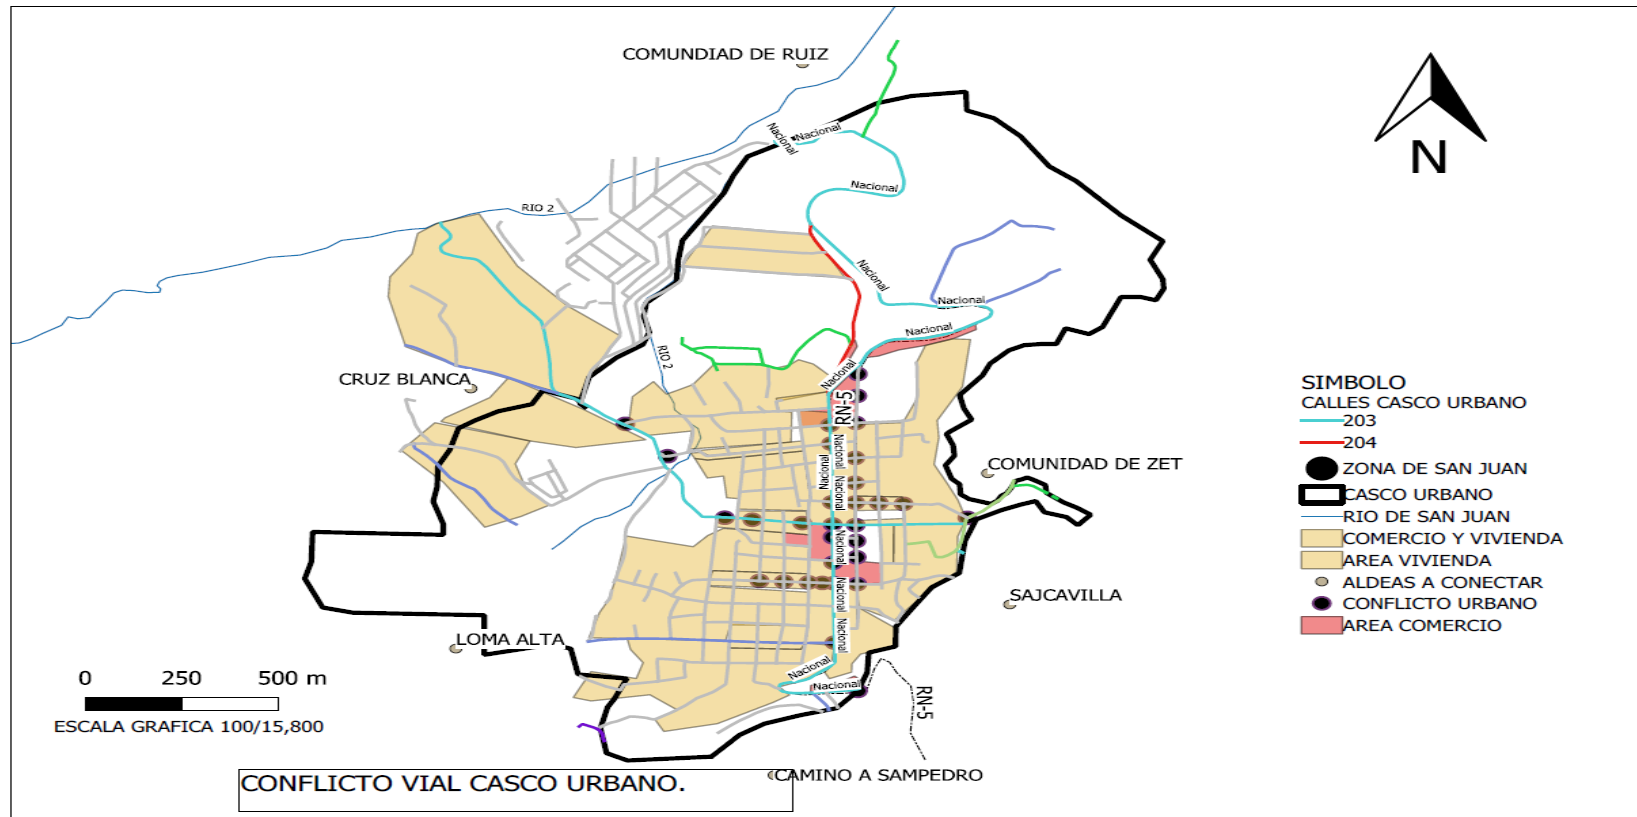 COMUNDIAD DE RUIZ
Nacional
Nacional
N
Nacional
RIO 2
Nacional
Nacional
Nacional
RIO 2
CRUZ BLANCA
Nacional
RN-5
SIMBOLO
CALLES CASCO URBANO
203
204
ZONA DE SAN JUAN
CASCO URBANO
RIO DE SAN JUAN
COMERCIO Y VIVIENDA
AREA VIVIENDA
ALDEAS A CONECTAR
CONFLICTO URBANO
AREA COMERCIO
Nacional
Nacional
Nacional
COMUNIDAD DE ZET
Nacional
Nacional
SAJCAVILLA
Nacional
LOMA ALTA
Nacional
Nacional
RN-5
0 250 500 m
ESCALA GRAFICA 100/15,800
CONFLICTO VIAL CASCO URBANO.
CAMINO A SAMPEDRO